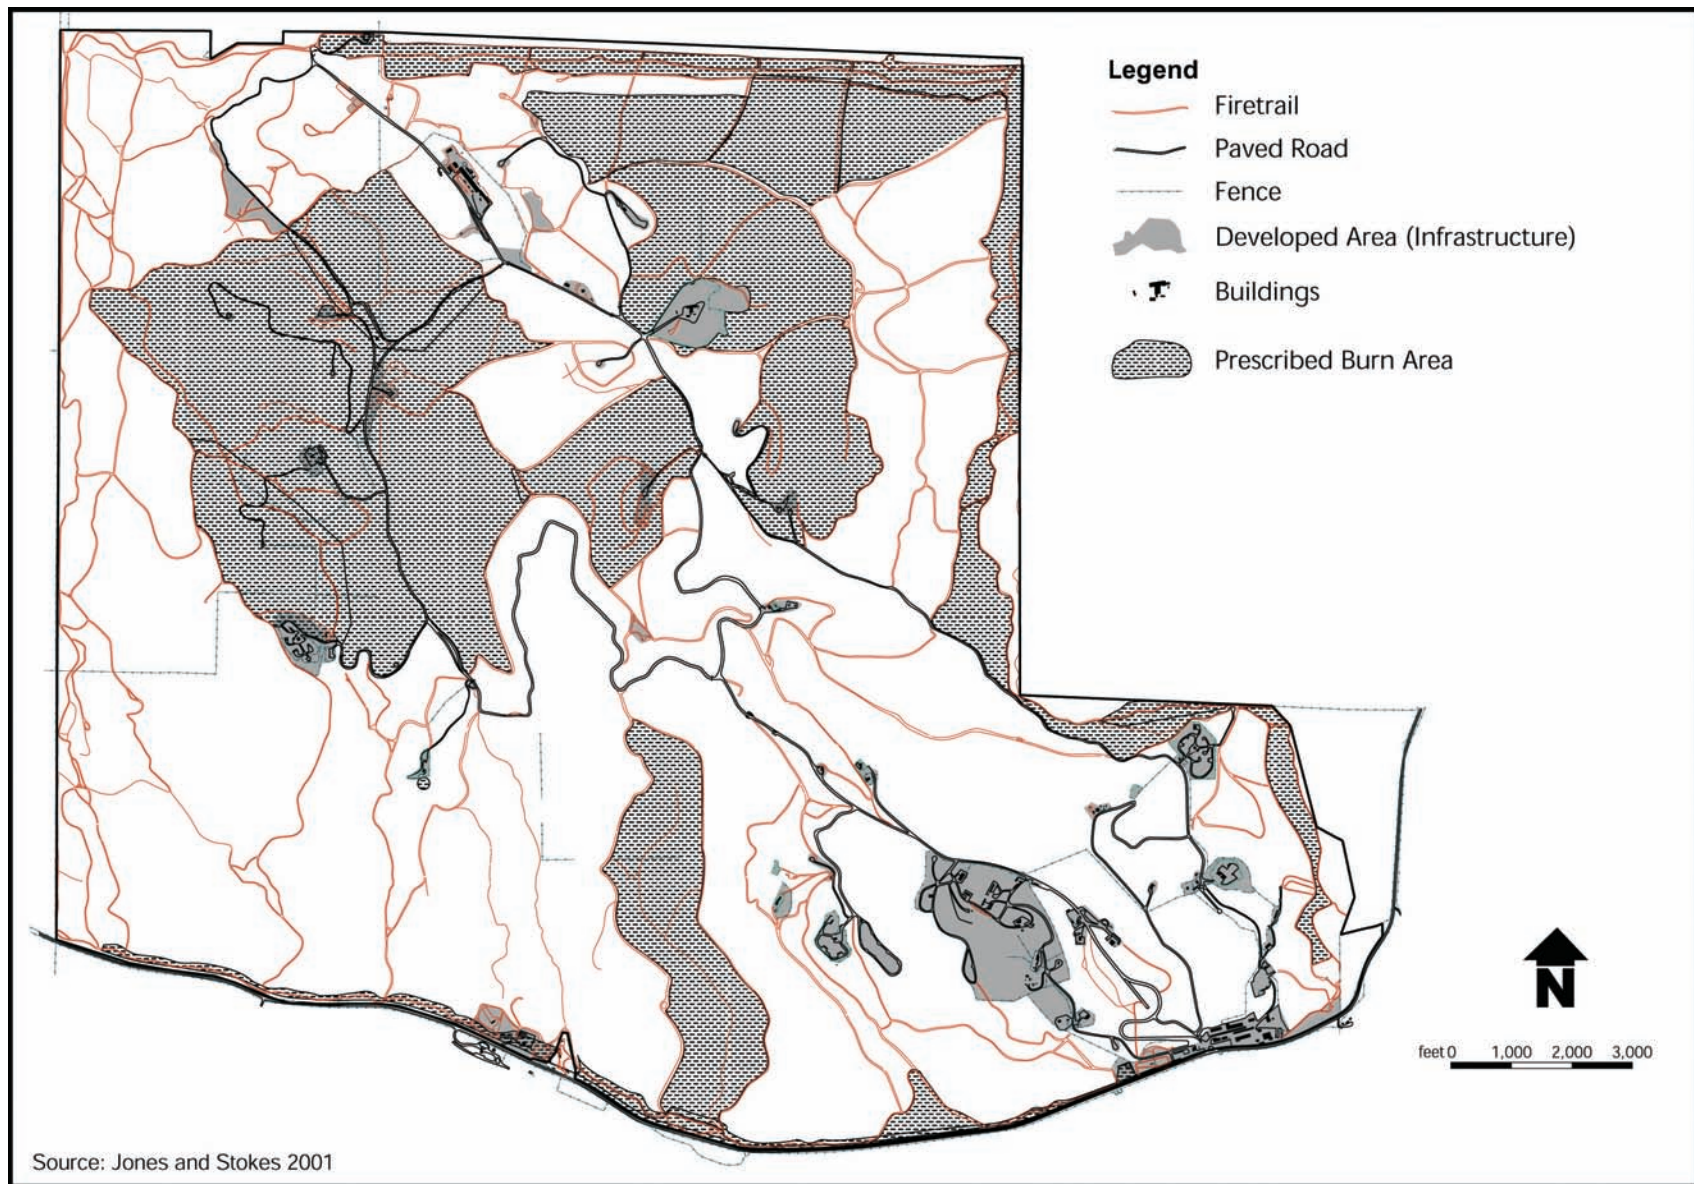 Legend
Firetrail
Paved Road
Fence
Developed Area (Infrastructure)
Buildings
Prescribed Burn Area
N
feet 0 1,000 2,000 3,000
Source: Jones and Stokes 2001